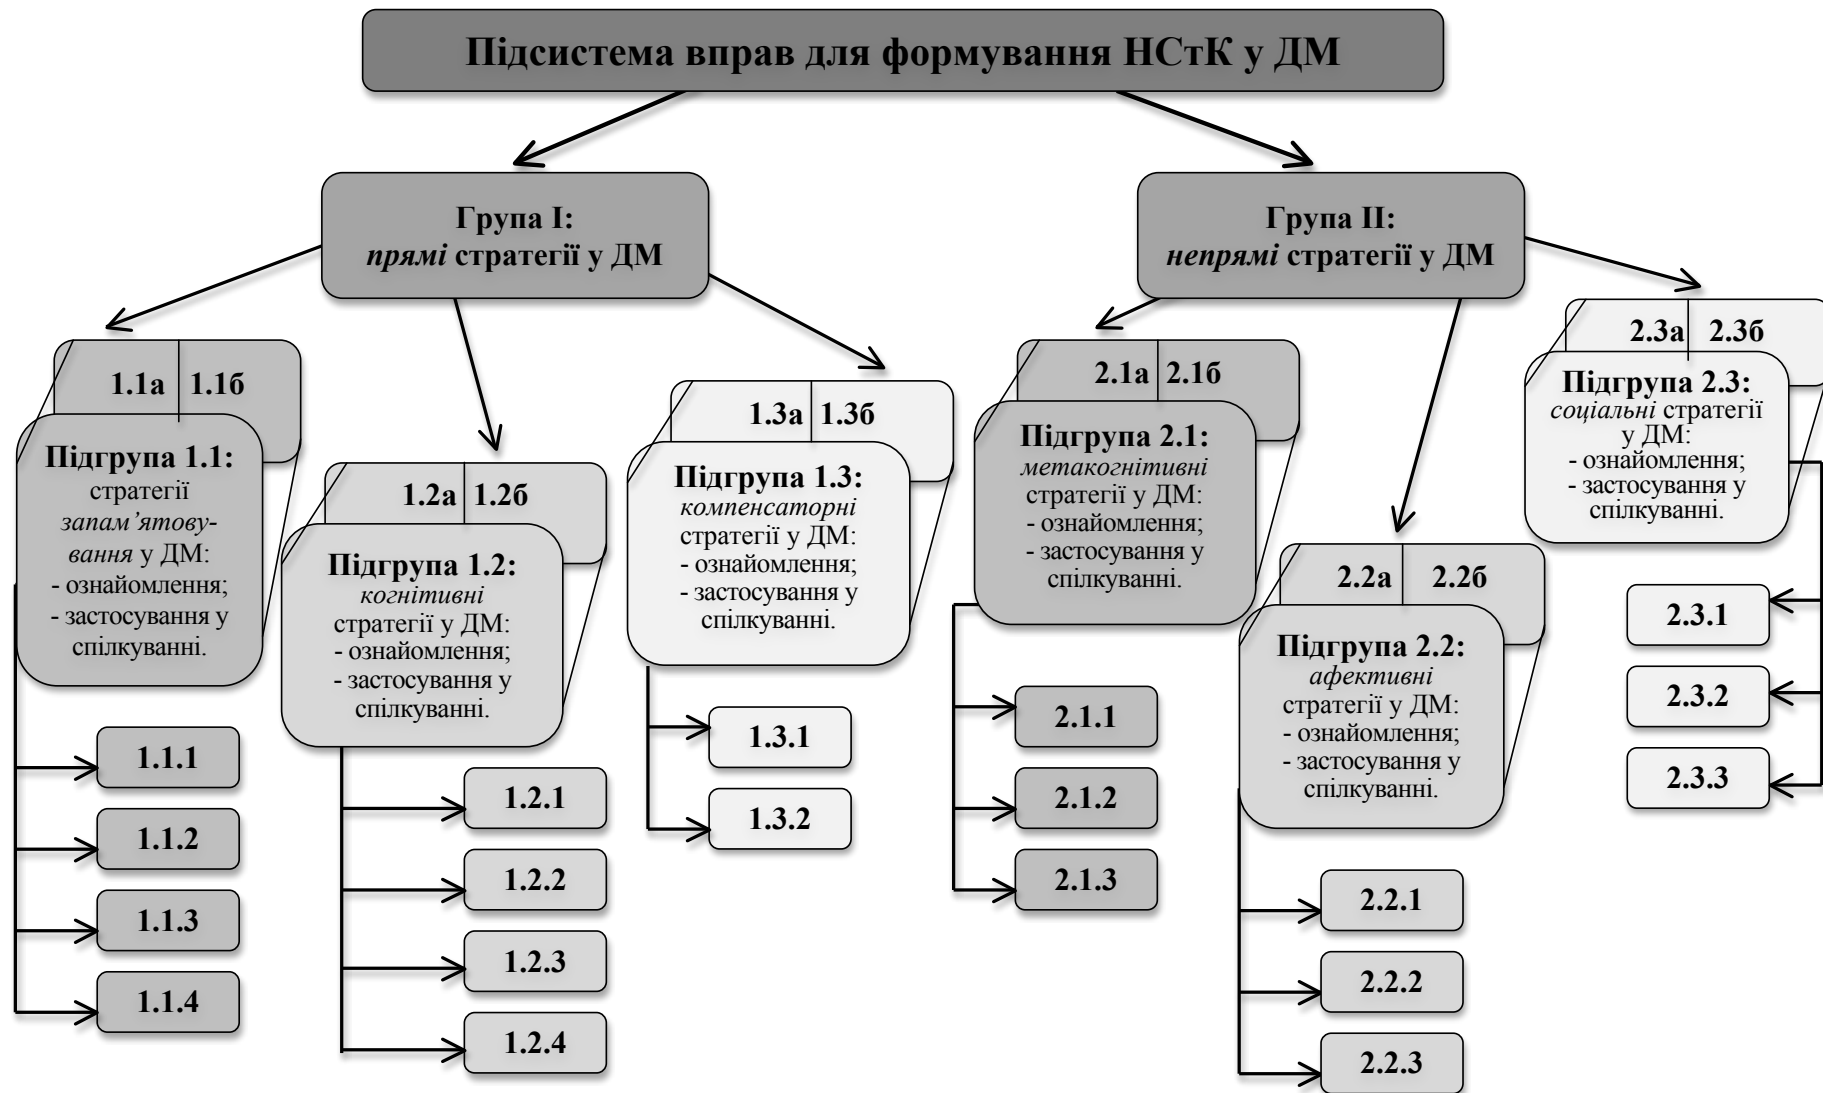 Підсистема вправ для формування НСтК у ДМ
Група І:
прямі стратегії у ДМ
Група ІІ:
непрямі стратегії у ДМ
1.1а 1.1б
Підгрупа 1.1:
стратегії
запам’ятову-
вання у ДМ:
- ознайомлення;
- застосування у
спілкуванні.
1.1.1
1.1.2
1.1.3
1.1.4
1.2а 1.2б
Підгрупа 1.2:
когнітивні
стратегії у ДМ:
- ознайомлення;
- застосування у
спілкуванні.
1.2.1
1.2.2
1.2.3
1.2.4
1.3а 1.3б
Підгрупа 1.3:
компенсаторні
стратегії у ДМ:
- ознайомлення;
- застосування у
спілкуванні.
1.3.1
1.3.2
2.1а 2.1б
Підгрупа 2.1:
метакогнітивні
стратегії у ДМ:
- ознайомлення;
- застосування у
спілкуванні.
2.1.1
2.1.2
2.1.3
2.2а 2.2б
Підгрупа 2.2:
афективні
стратегії у ДМ:
- ознайомлення;
- застосування у
спілкуванні.
2.2.1
2.2.2
2.2.3
2.3а 2.3б
Підгрупа 2.3:
соціальні стратегії
у ДМ:
- ознайомлення;
- застосування у
спілкуванні.
2.3.1
2.3.2
2.3.3